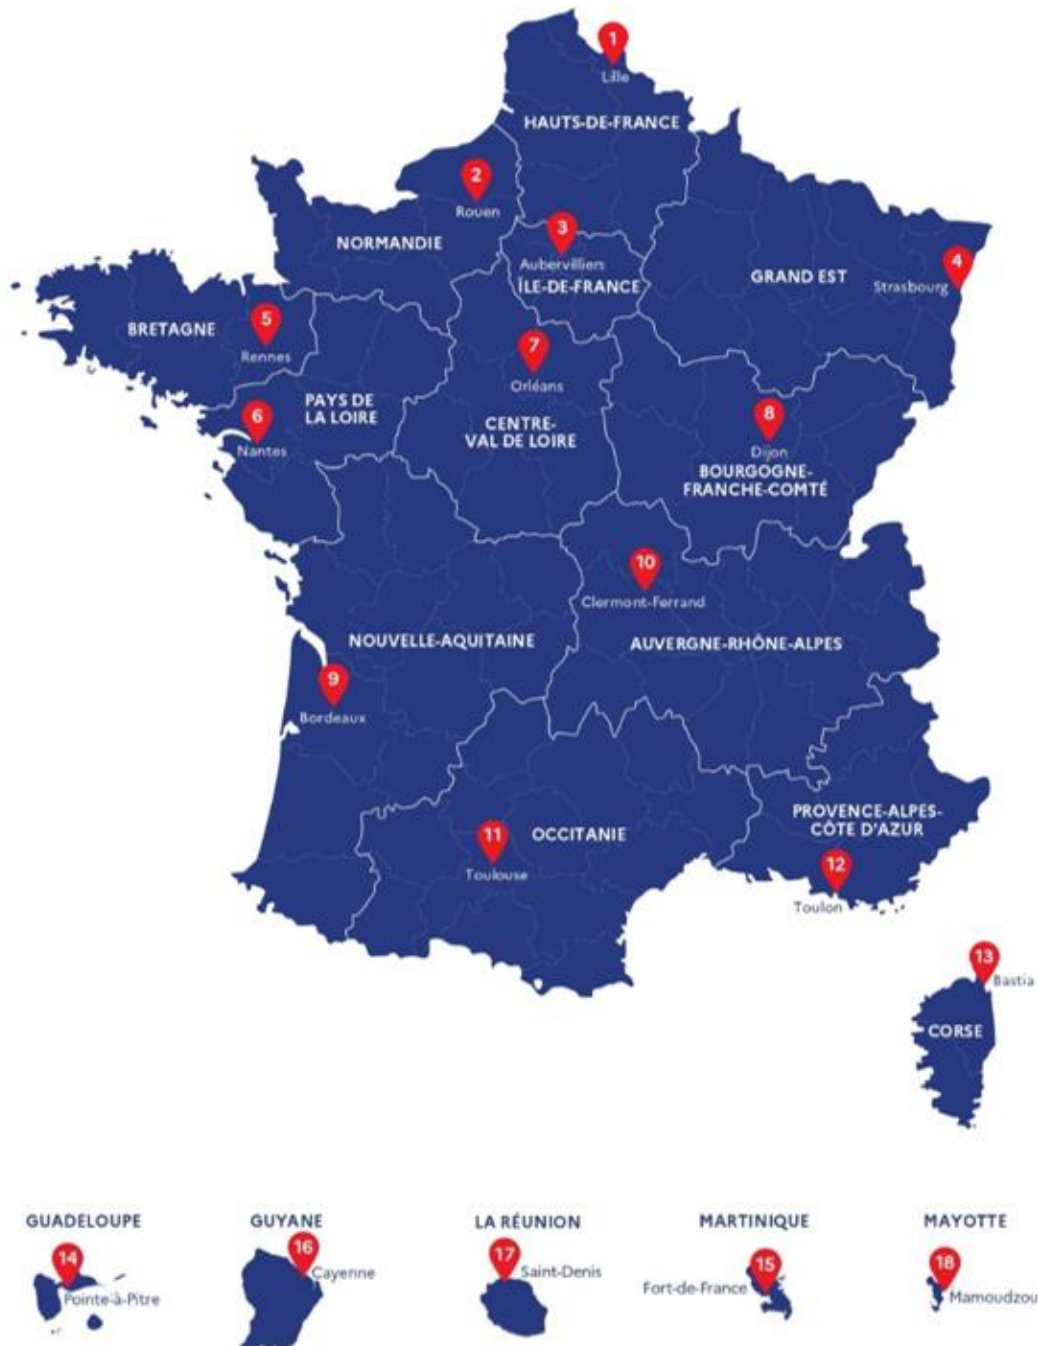 1
Lille
HAUTS-DE-FRANCE
2
Rouen
NORMANDIE
3
Aubervilliers
ÎLE-DE-FRANCE
4
Strasbourg
GRAND EST
5
BRETAGNE
Rennes
6
Nantes
PAYS DE
LA LOIRE
7
Orléans
CENTRE-
VAL DE LOIRE
8
Dijon
BOURGOGNE-
FRANCHE-COMTÉ
10
Clermont-Ferrand
AUVERGNE-RHÔNE-ALPES
NOUVELLE-AQUITAINE
9
Bordeaux
11
Toulouse
OCCITANIE
PROVENCE-ALPES-
CÔTE D'AZUR
12
Toulon
13
Bastia
CORSE
GUADELOUPE
14
Pointe-à-Pitre
GUYANE
16
Cayenne
LA RÉUNION
17
Saint-Denis
MARTINIQUE
15
Fort-de-France
MAYOTTE
18
Mamoudzou